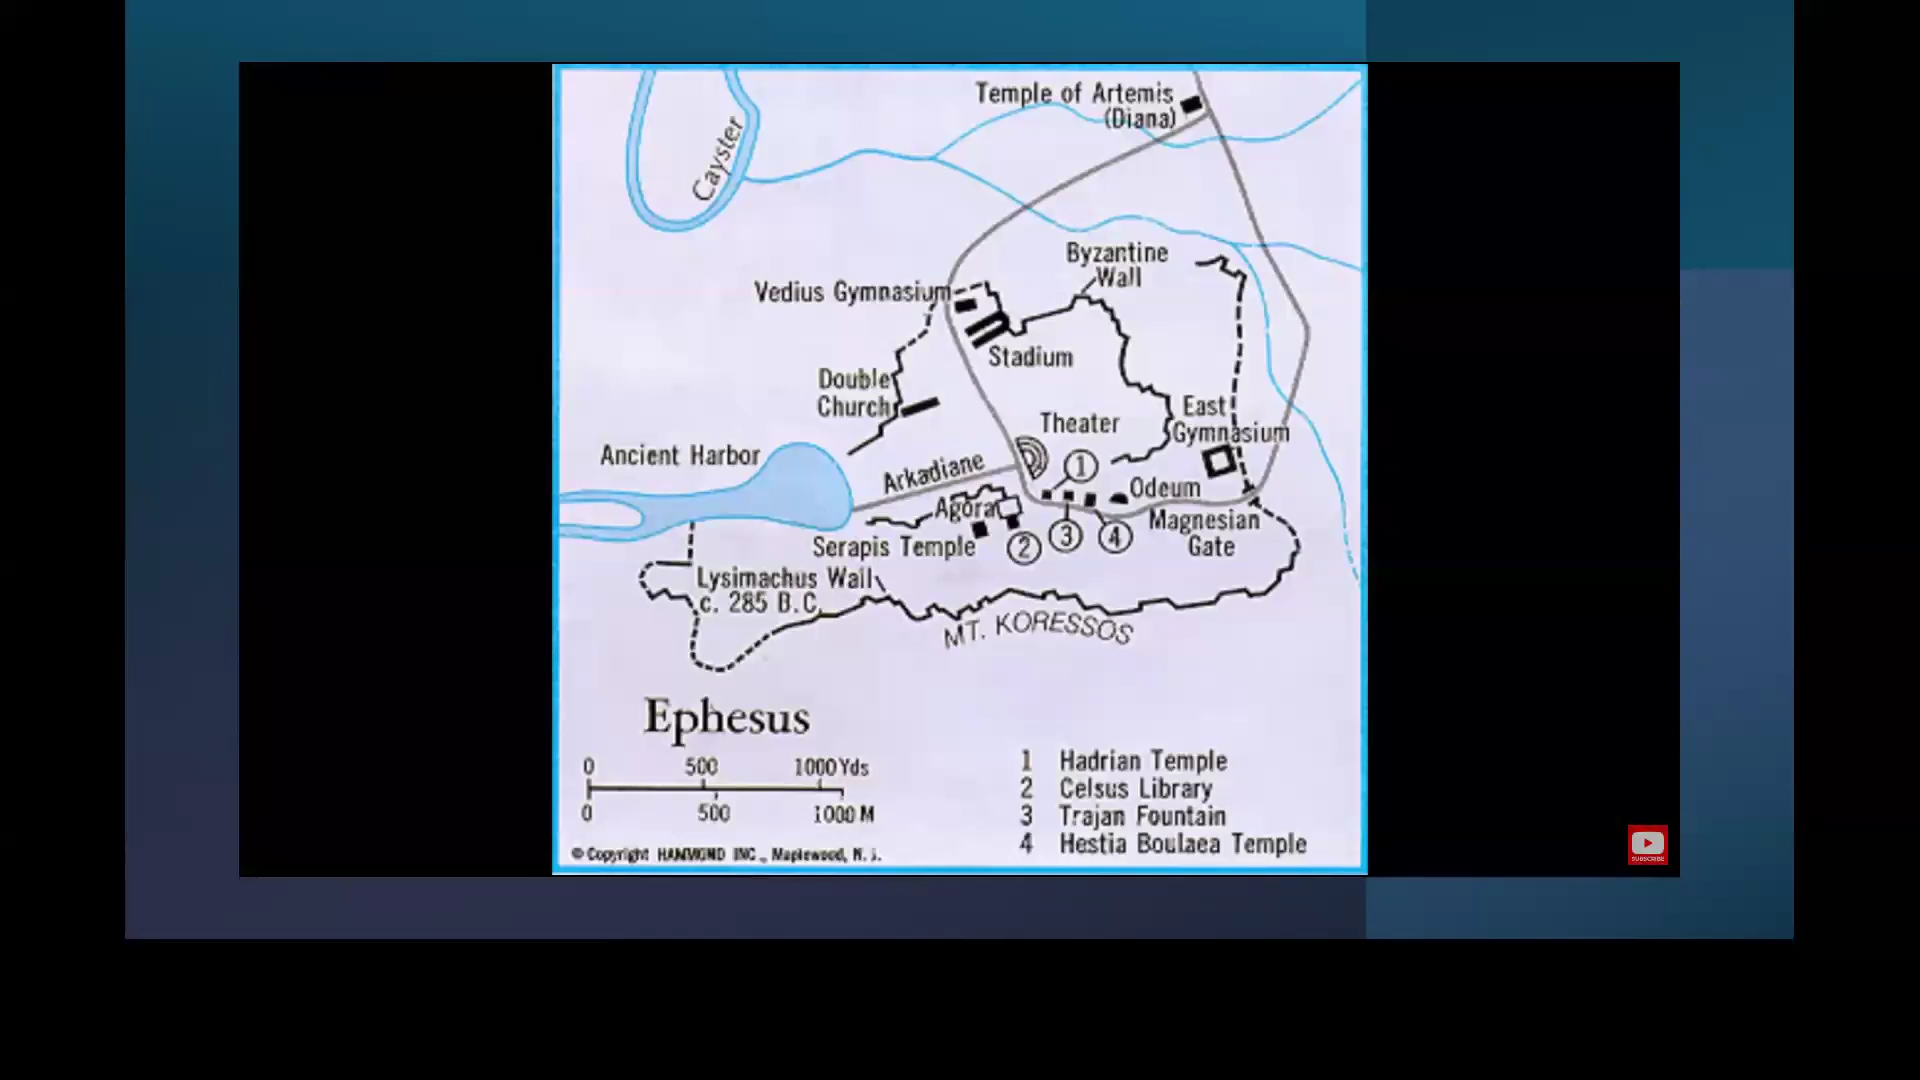 Temple of Artemis
(Diana)
Cayster
Byzantine
Wall
Vedius Gymnasium
Stadium
Double
Church
Theater
East
Gymnasium
Ancient Harbor
Arkadiane
1
Odeum
Agora
Magnesian
Gate
Serapis Temple
2
3
4
Lysimachus Wall
c. 285 B.C.
MT. KORESSOS
Ephesus
0 500 1000 Yds
0 500 1000 M
1 Hadrian Temple
2 Celsus Library
3 Trajan Fountain
4 Hestia Boulaea Temple
© Copyright HAMMOND INC., Maplewood, N. J.
SUBSCRIBE